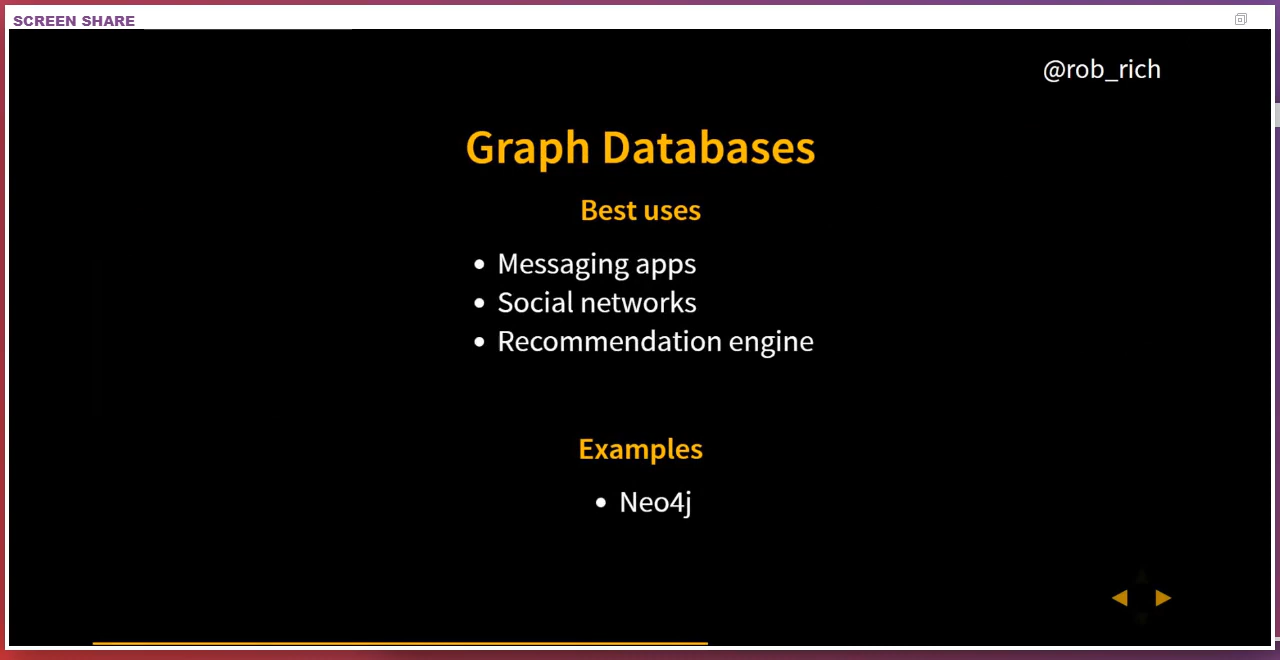 SCREEN SHARE
@rob_rich
Graph Databases
Best uses
• Messaging apps
• Social networks
• Recommendation engine
Examples
• Neo4j